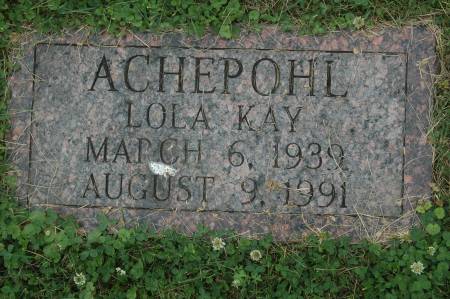 ACHEPOHL
LOLA KAY
MARCH 6, 1939
AUGUST 9, 1991